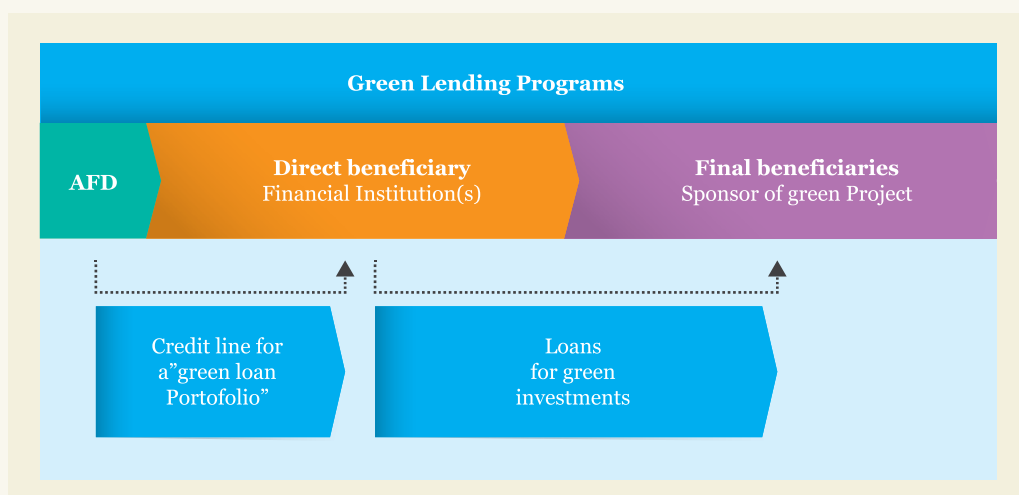 Green Lending Programs
AFD
Direct beneficiary
Financial Institution(s)
Final beneficiaries
Sponsor of green Project
Credit line for
a”green loan
Portofolio”
Loans
for green
investments